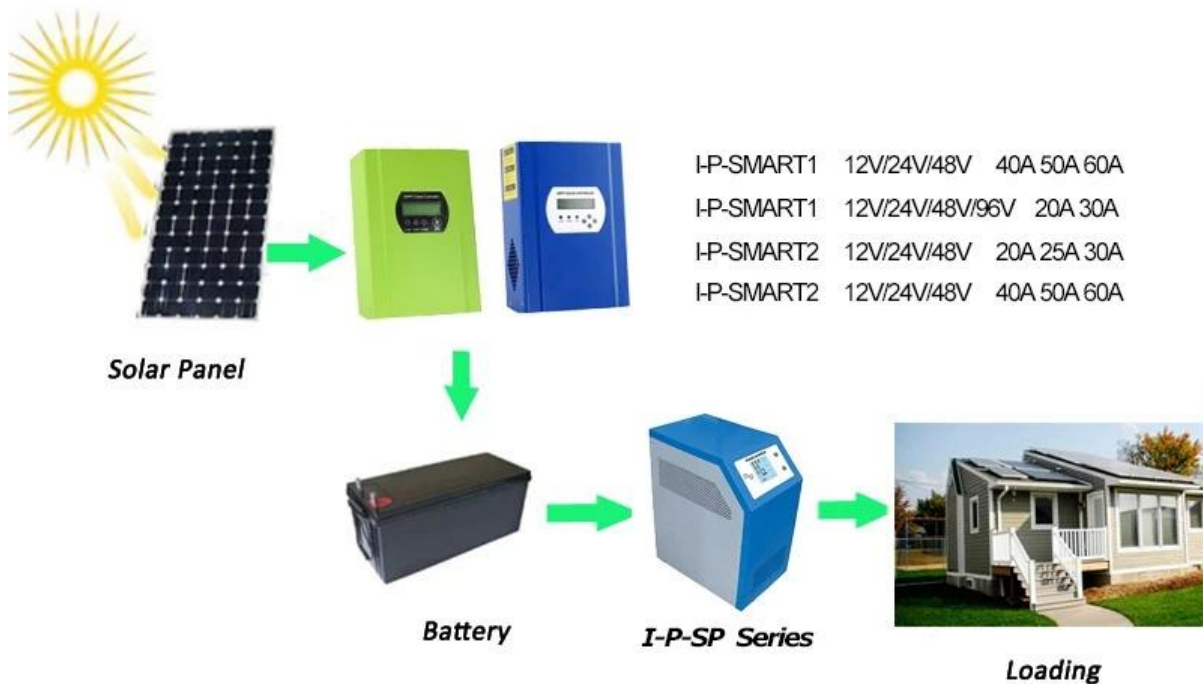 I-P-SMART1 12V/24V/48V 40A 50A 60A
I-P-SMART1 12V/24V/48V/96V 20A 30A
I-P-SMART2 12V/24V/48V 20A 25A 30A
I-P-SMART2 12V/24V/48V 40A 50A 60A
Solar Panel
Battery
I-P-SP Series
Loading